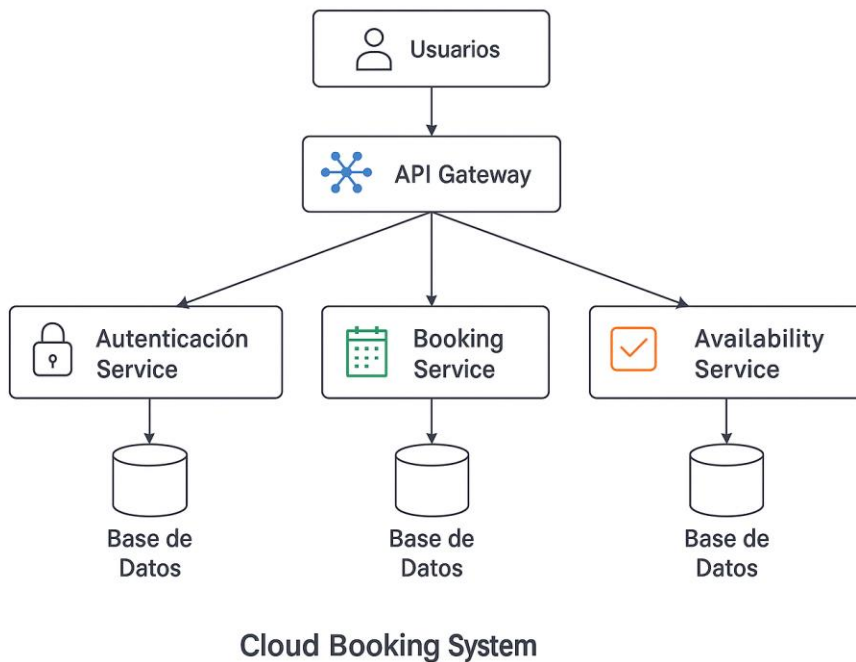 Usuarios
API Gateway
Autenticación
Service
Booking
Service
Availability
Service
Base de
Datos
Base de
Datos
Base de
Datos
Cloud Booking System